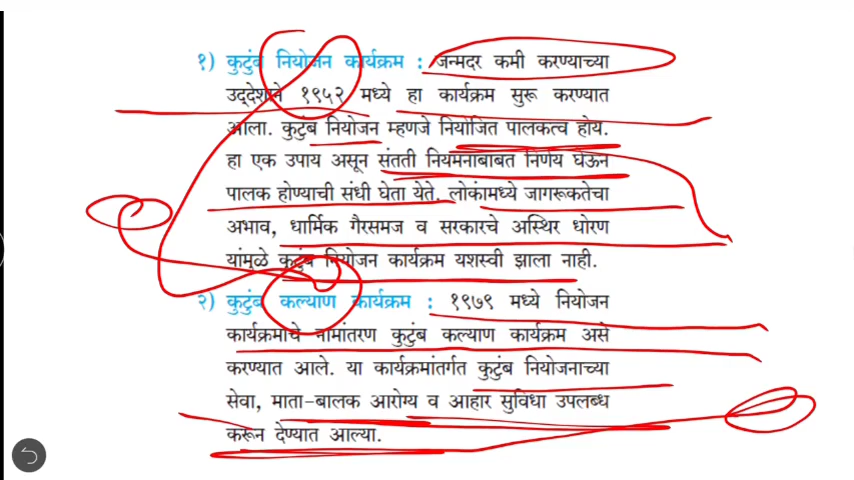 १) कुटुंब नियोजन कार्यक्रम : जन्मदर कमी करण्याच्या
उद्देशाने १९५२ मध्ये हा कार्यक्रम सुरू करण्यात
आला. कुटुंब नियोजन म्हणजे नियोजित पालकत्व होय.
हा एक उपाय असून संतती नियमनाबाबत निर्णय घेऊन
पालक होण्याची संधी घेता येते. लोकांमध्ये जागरूकतेचा
अभाव, धार्मिक गैरसमज व सरकारचे अस्थिर धोरण
यांमुळे कुटुंब नियोजन कार्यक्रम यशस्वी झाला नाही.
२) कुटुंब कल्याण कार्यक्रम : १९७९ मध्ये नियोजन
कार्यक्रमाचे नामांतरण कुटुंब कल्याण कार्यक्रम असे
करण्यात आले. या कार्यक्रमांतर्गत कुटुंब नियोजनाच्या
सेवा, माता-बालक आरोग्य व आहार सुविधा उपलब्ध
करून देण्यात आल्या.